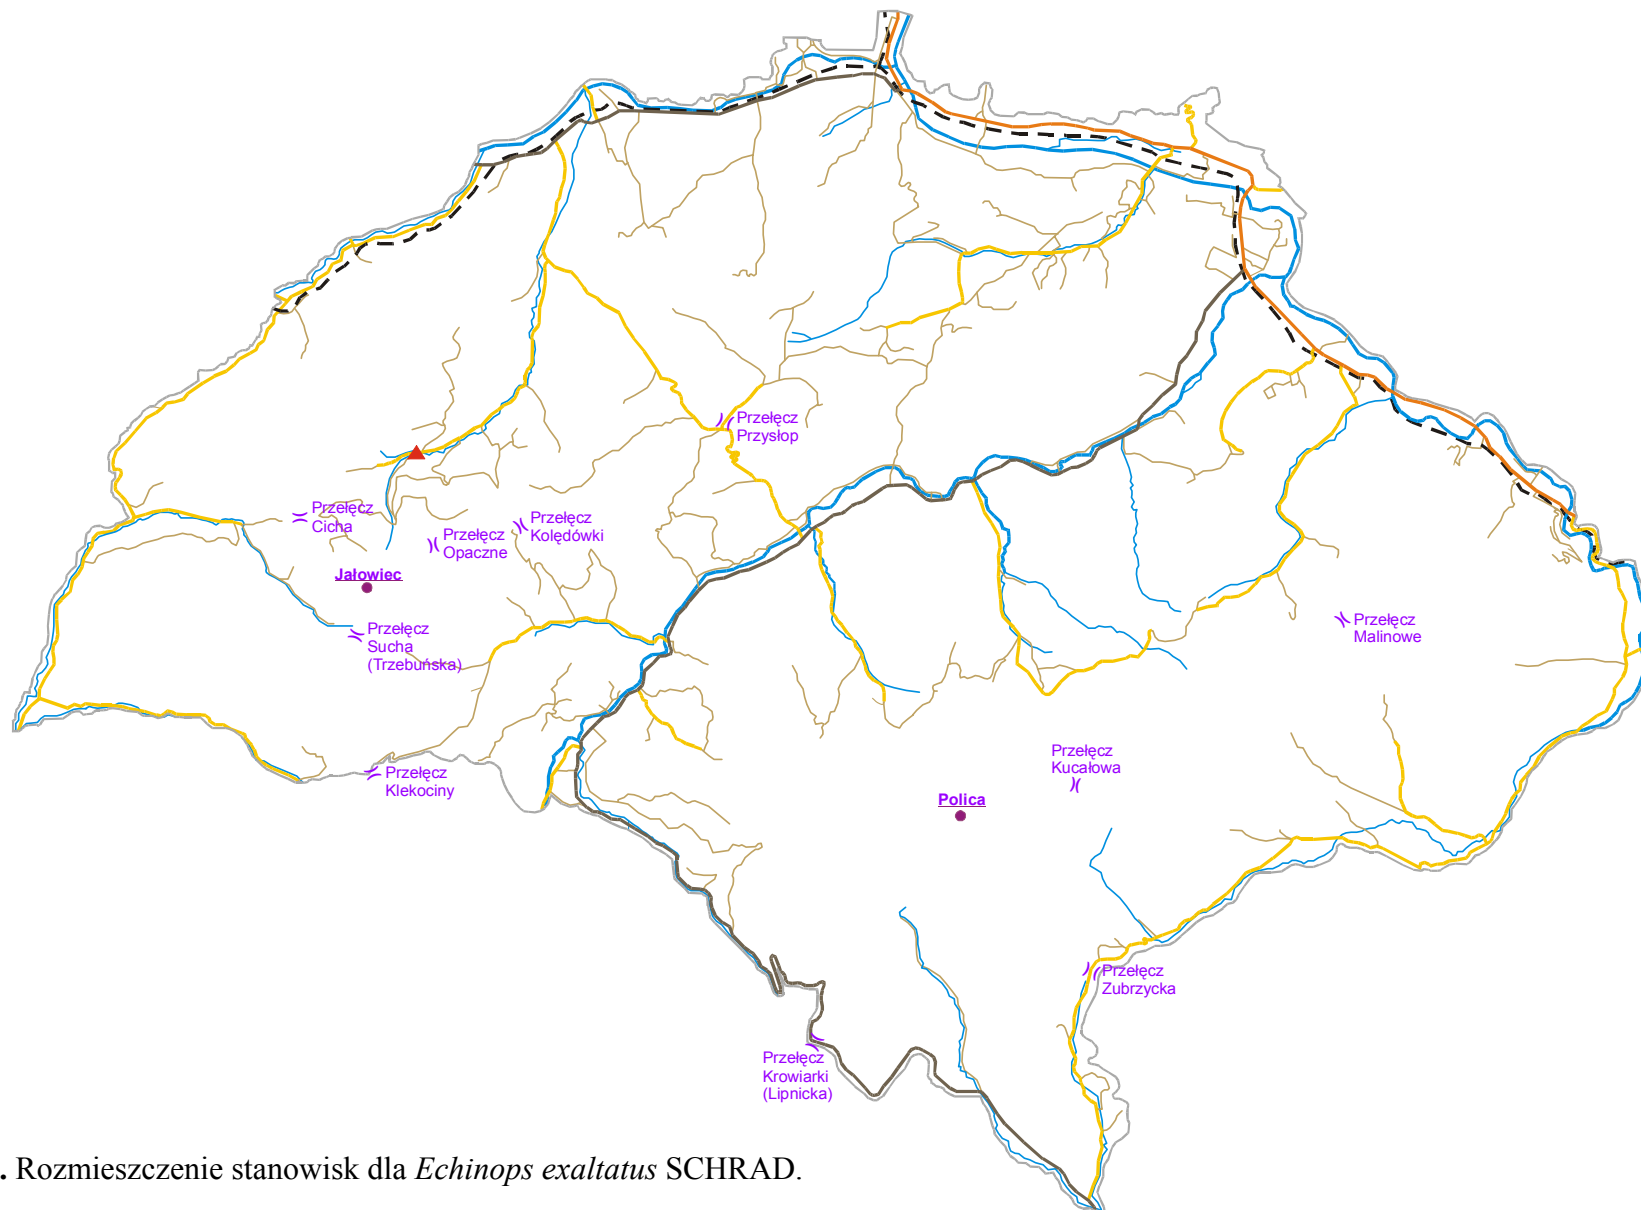 Przełęcz
Przysłop
Przełęcz
Cicha
Przełęcz
Kolędówki
Przełęcz
Opaczne
Jałowiec
Przełęcz
Sucha
(Trzebuńska)
Przełęcz
Malinowe
Przełęcz
Klekociny
Przełęcz
Kucałowa
Polica
Przełęcz
Zubrzycka
Przełęcz
Krowiarki
(Lipnicka)
. Rozmieszczenie stanowisk dla Echinops exaltatus SCHRAD.